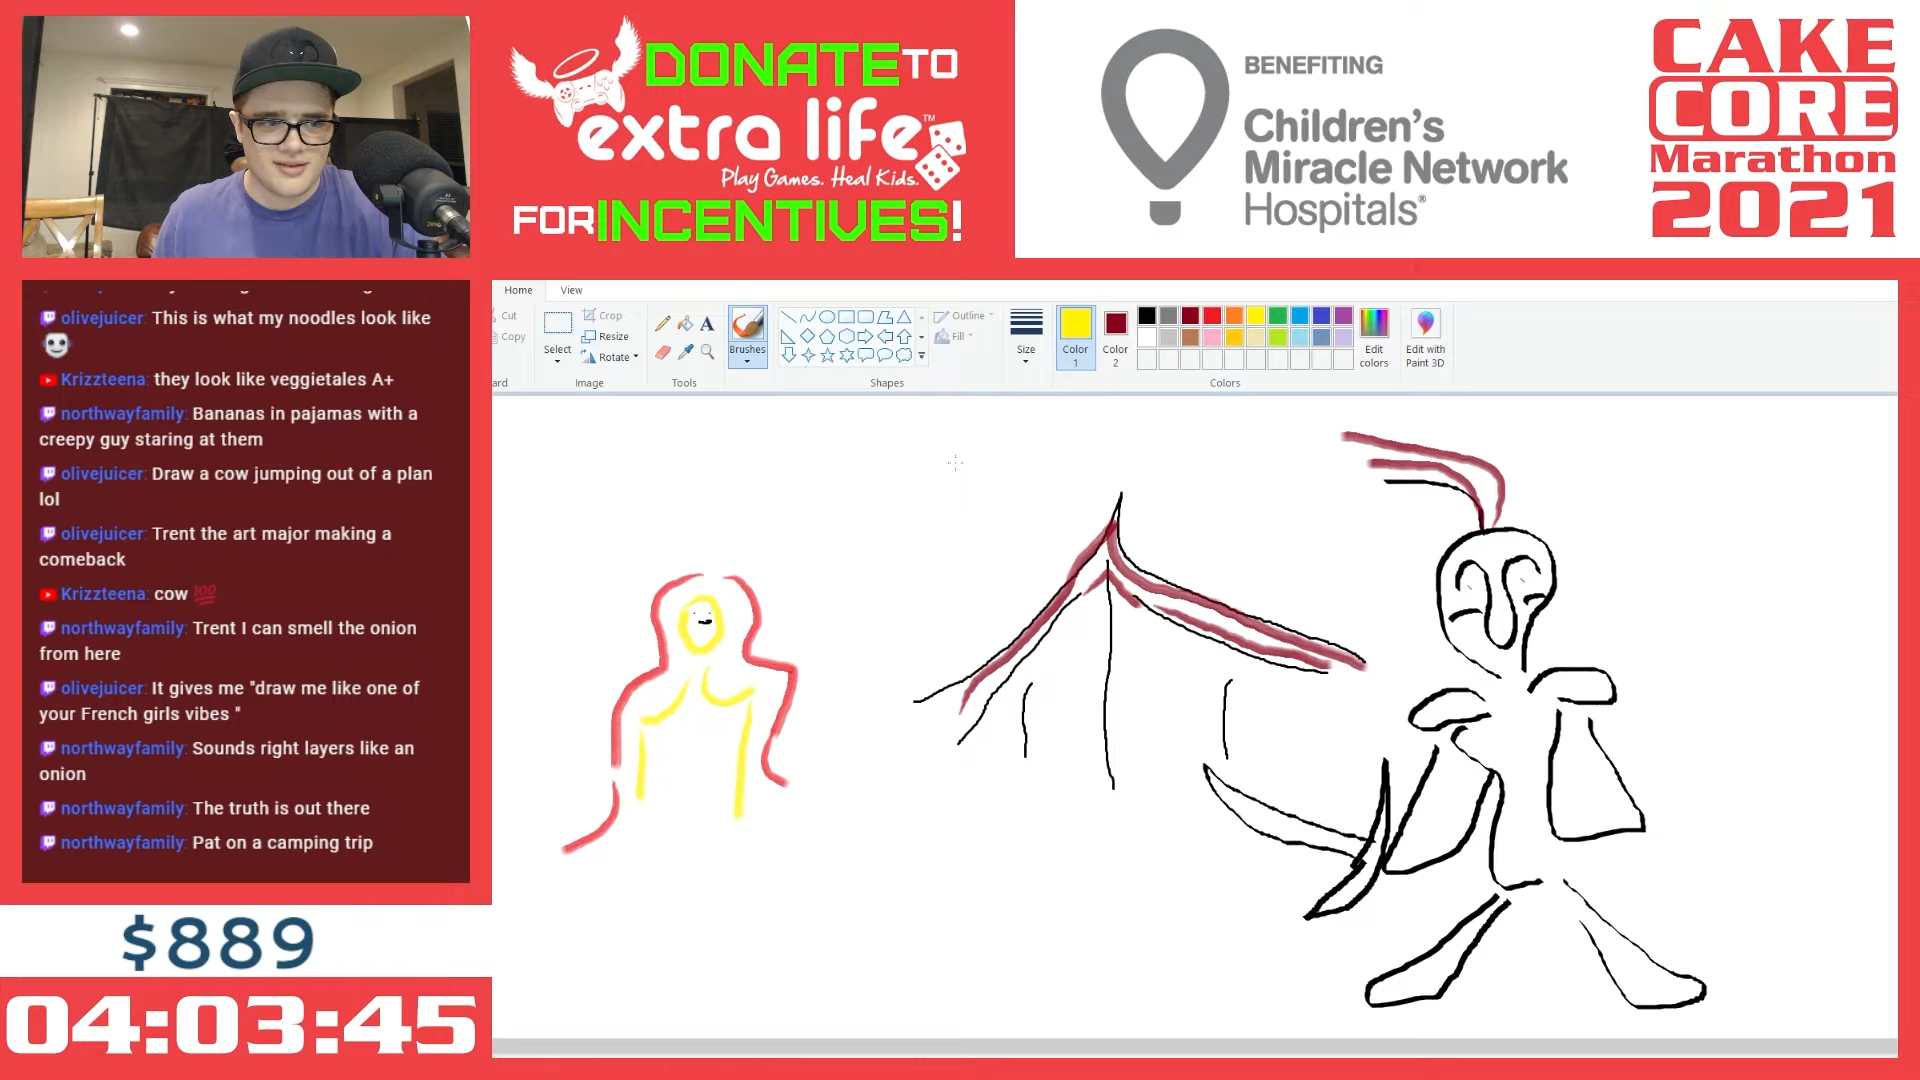 DONATE TO
extra life™
Play Games. Heal Kids.
FOR INCENTIVES!
BENEFITING
Children's
Miracle Network
Hospitals®
CAKE
CORE
Marathon
2021
olivejuicer: This is what my noodles look like
Krizzteena: they look like veggietales A+
northwayfamily: Bananas in pajamas with a
creepy guy staring at them
olivejuicer: Draw a cow jumping out of a plan
lol
olivejuicer: Trent the art major making a
comeback
Krizzteena: cow 💯
northwayfamily: Trent I can smell the onion
from here
olivejuicer: It gives me "draw me like one of
your French girls vibes "
northwayfamily: Sounds right layers like an
onion
northwayfamily: The truth is out there
northwayfamily: Pat on a camping trip
$889
04:03:45
Home View
Cut
Copy
ard
Select
Crop
Resize
Rotate
Image
A
Tools
Brushes
Outline
Fill
Shapes
Size
Color
1
Color
2
Edit
colors
Colors
Edit with
Paint 3D